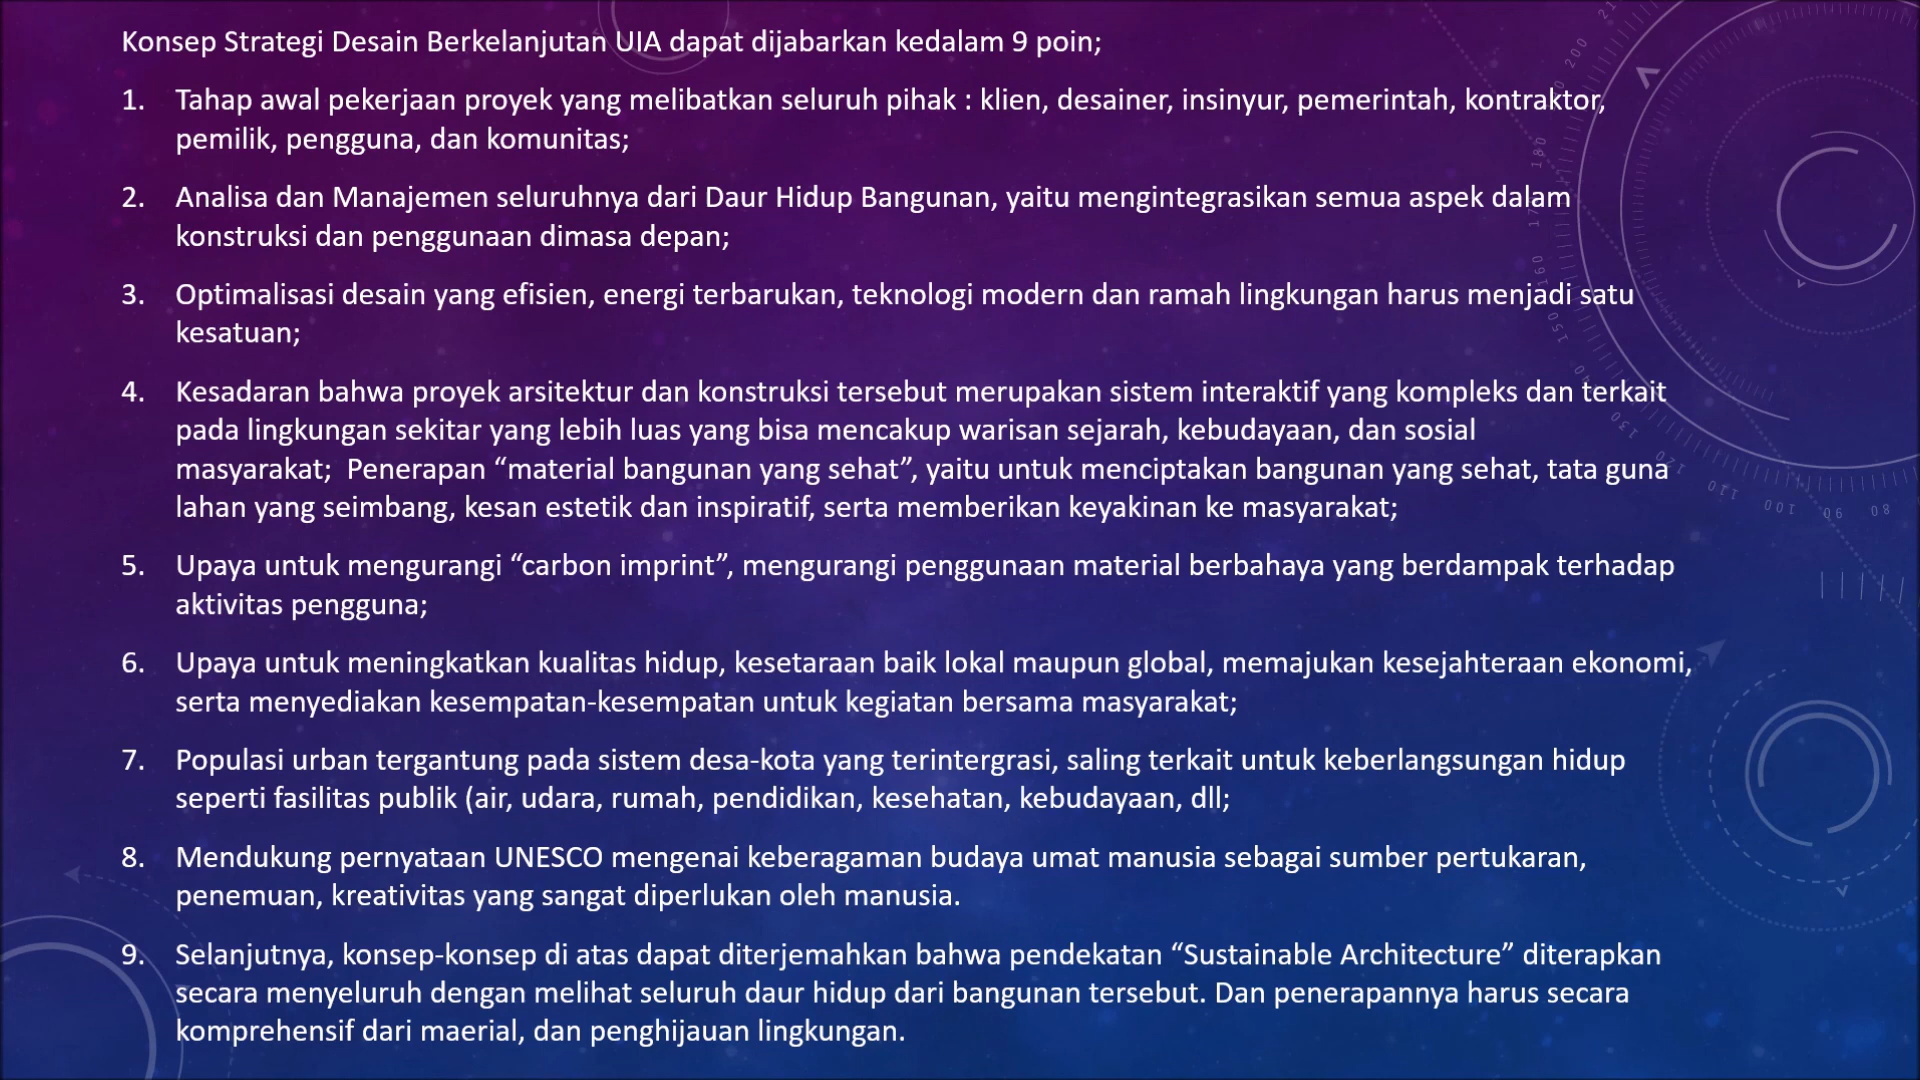 Konsep Strategi Desain Berkelanjutan UIA dapat dijabarkan kedalam 9 poin;
1. Tahap awal pekerjaan proyek yang melibatkan seluruh pihak : klien, desainer, insinyur, pemerintah, kontraktor,
pemilik, pengguna, dan komunitas;
2. Analisa dan Manajemen seluruhnya dari Daur Hidup Bangunan, yaitu mengintegrasikan semua aspek dalam
konstruksi dan penggunaan dimasa depan;
3. Optimalisasi desain yang efisien, energi terbarukan, teknologi modern dan ramah lingkungan harus menjadi satu
kesatuan;
4. Kesadaran bahwa proyek arsitektur dan konstruksi tersebut merupakan sistem interaktif yang kompleks dan terkait
pada lingkungan sekitar yang lebih luas yang bisa mencakup warisan sejarah, kebudayaan, dan sosial
masyarakat;  Penerapan “material bangunan yang sehat”, yaitu untuk menciptakan bangunan yang sehat, tata guna
lahan yang seimbang, kesan estetik dan inspiratif, serta memberikan keyakinan ke masyarakat;
5. Upaya untuk mengurangi “carbon imprint”, mengurangi penggunaan material berbahaya yang berdampak terhadap
aktivitas pengguna;
6. Upaya untuk meningkatkan kualitas hidup, kesetaraan baik lokal maupun global, memajukan kesejahteraan ekonomi,
serta menyediakan kesempatan-kesempatan untuk kegiatan bersama masyarakat;
7. Populasi urban tergantung pada sistem desa-kota yang terintergrasi, saling terkait untuk keberlangsungan hidup
seperti fasilitas publik (air, udara, rumah, pendidikan, kesehatan, kebudayaan, dll;
8. Mendukung pernyataan UNESCO mengenai keberagaman budaya umat manusia sebagai sumber pertukaran,
penemuan, kreativitas yang sangat diperlukan oleh manusia.
9. Selanjutnya, konsep-konsep di atas dapat diterjemahkan bahwa pendekatan “Sustainable Architecture” diterapkan
secara menyeluruh dengan melihat seluruh daur hidup dari bangunan tersebut. Dan penerapannya harus secara
komprehensif dari maerial, dan penghijauan lingkungan.
200
180
160
150
130
120
110
100
90
80